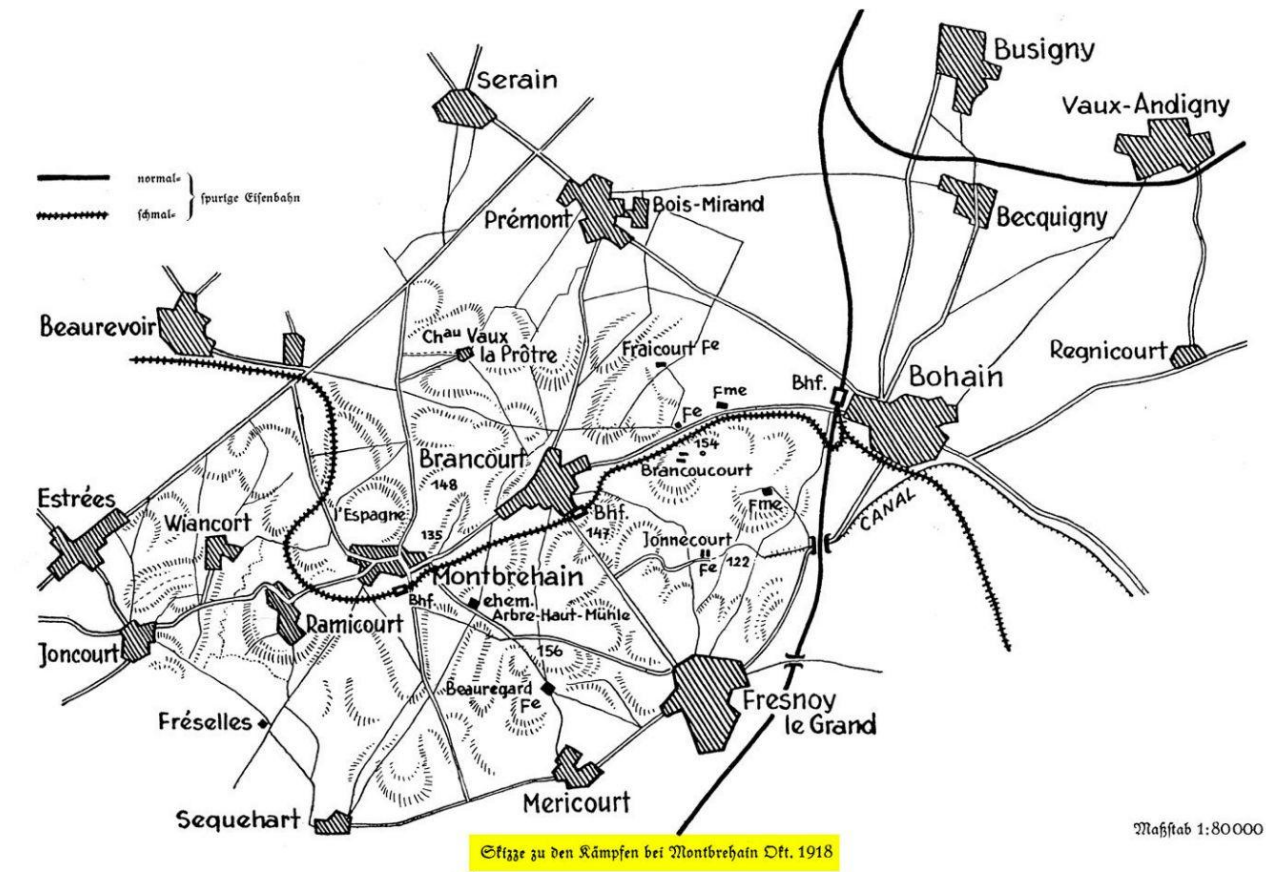 Busigny
Serain
Vaux-Andigny
normal=
spurige Eisenbahn
schmal=
Prémont
Bois-Mirand
Becquigny
Beaurevoir
Chau Vaux
la Prôtre
Fraicourt Fe
Regnicourt
Bhf.
Bohain
Fme
Fe
154
Brancourt
148
Brancoucourt
Estrées
Wiancort
l'Espagne
Fme
CANAL
135
Bhf.
147
Jonnecourt
Fe
122
Montbrehain
Bhf.
ehem.
Arbre-Haut-Mühle
Ramicourt
Joncourt
156
Beauregard
Fe
Fresnoy
le Grand
Fréselles
Mericourt
Sequehart
Maßstab 1:80000
Skizze zu den Kämpfen bei Montbrehain Okt. 1918